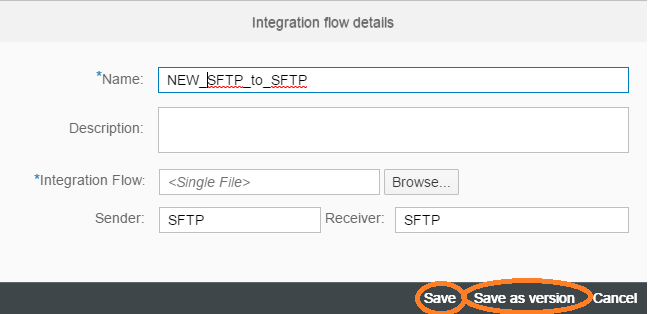 Integration flow details
*Name: NEW_SFTP_to_SFTP
Description:
*Integration Flow: <Single File> Browse...
Sender: SFTP Receiver: SFTP
Save Save as version Cancel